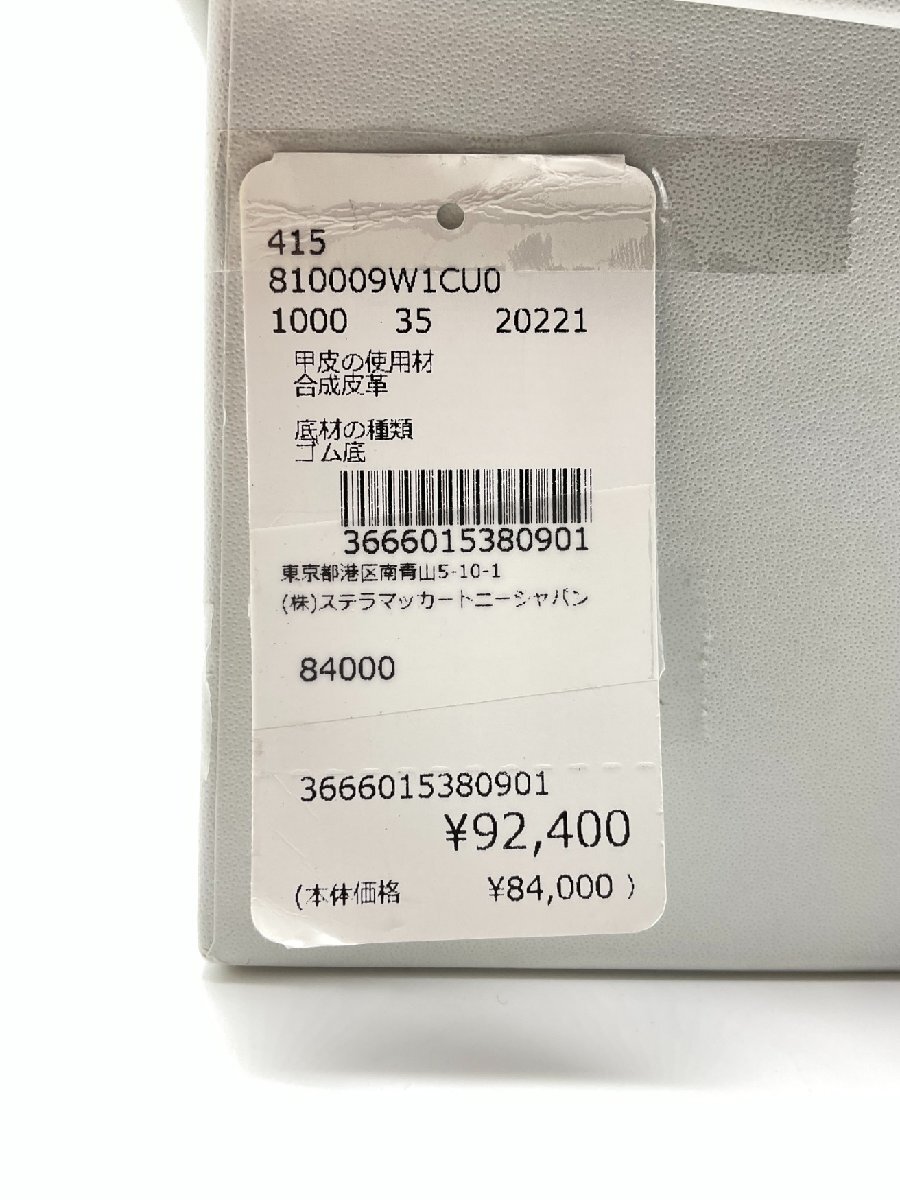 415
810009W1CU0
1000 35 20221
甲皮の使用材
合成皮革
底材の種類
ゴム底
3666015380901
東京都港区南青山5-10-1
(株)ステラマッカートニージャパン
84000
3666015380901
¥92,400
(本体価格 ¥84,000 )